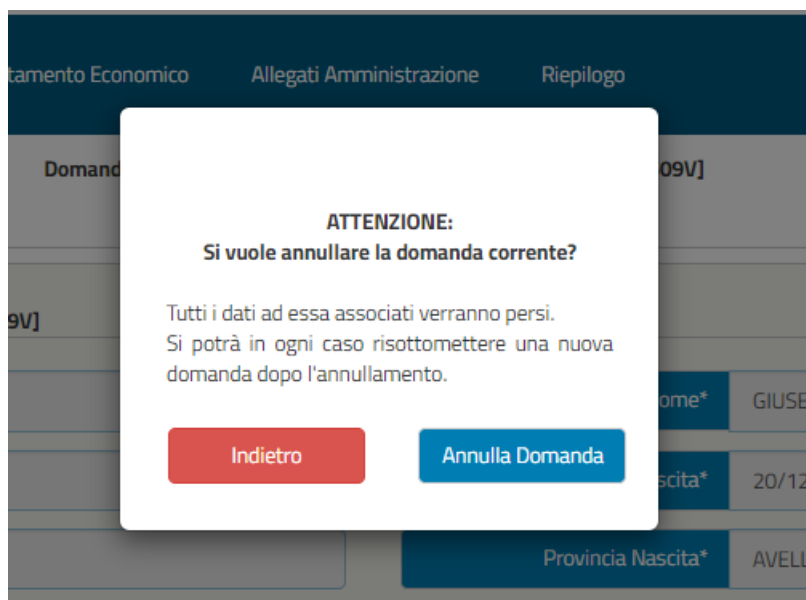 tamento Economico Allegati Amministrazione Riepilogo
Domand 09V]
ATTENZIONE:
Si vuole annullare la domanda corrente?
9V]
Tutti i dati ad essa associati verranno persi.
Si potrà in ogni caso risottomettere una nuova
domanda dopo l'annullamento.
ome* GIUSE
Indietro Annulla Domanda
scita* 20/12
Provincia Nascita* AVELL